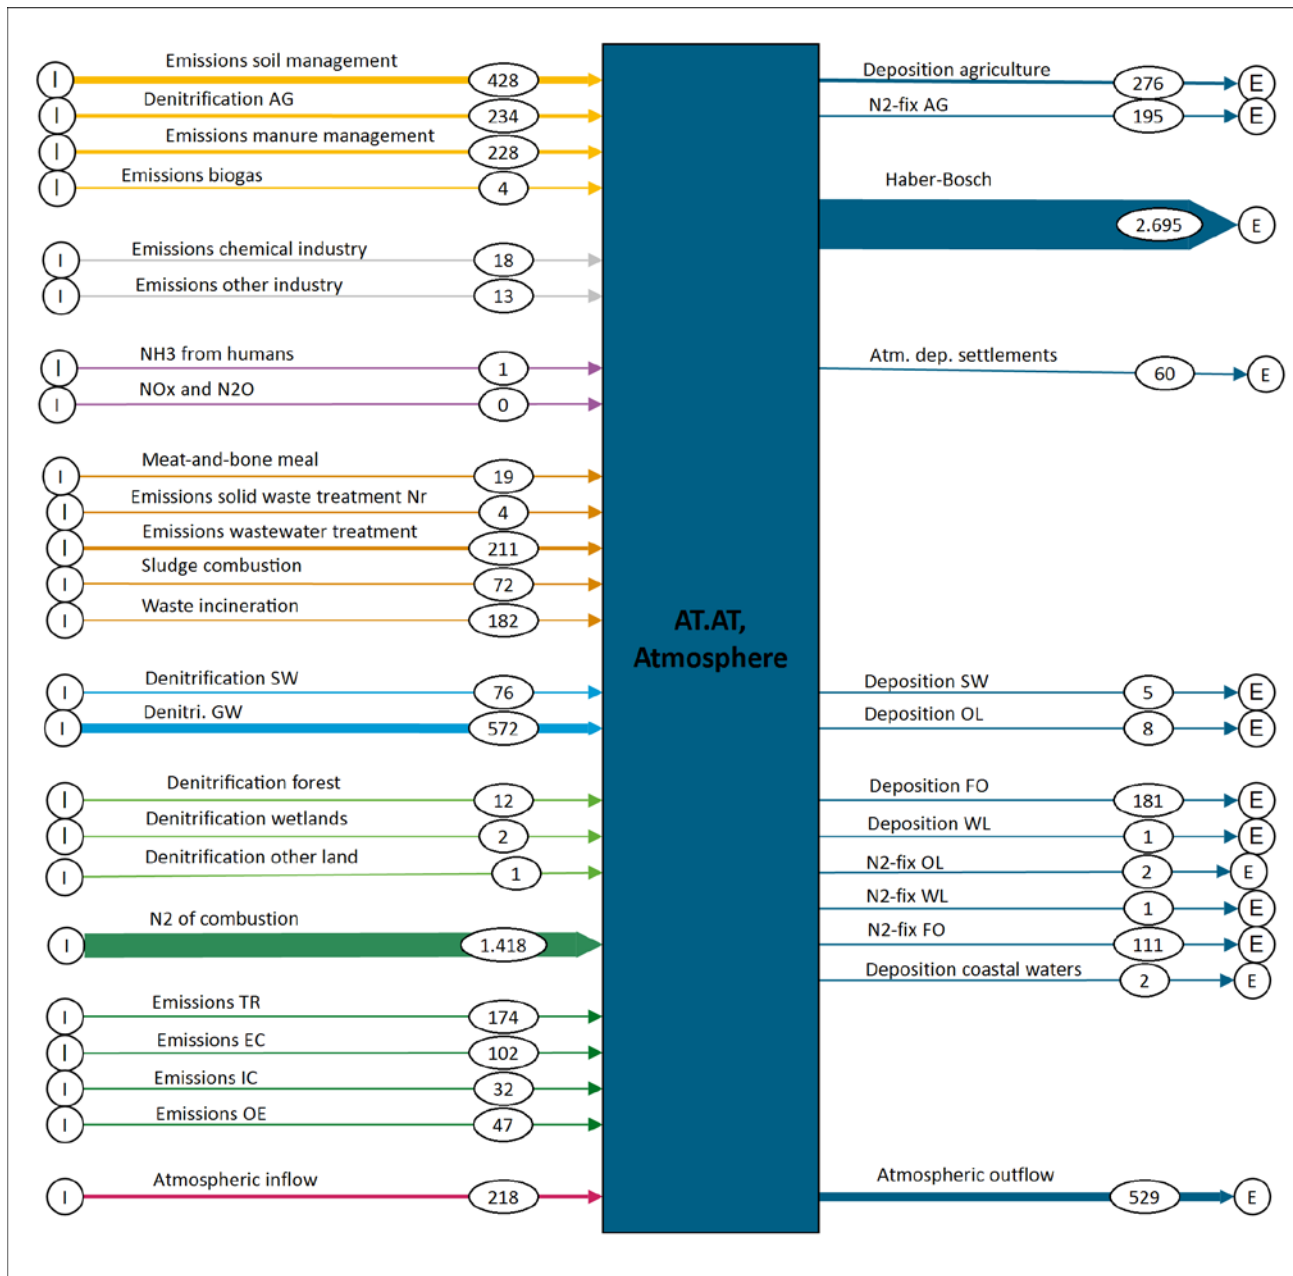 Emissions soil management
I 428
Denitrification AG
I 234
Emissions manure management
I 228
Emissions biogas
I 4
Emissions chemical industry
I 18
Emissions other industry
I 13
NH3 from humans
I 1
NOx and N2O
I 0
Meat-and-bone meal
I 19
Emissions solid waste treatment Nr
I 4
Emissions wastewater treatment
I 211
Sludge combustion
I 72
Waste incineration
I 182
Denitrification SW
I 76
Denitri. GW
I 572
Denitrification forest
I 12
Denitrification wetlands
I 2
Denitrification other land
I 1
N2 of combustion
I 1.418
Emissions TR
I 174
Emissions EC
I 102
Emissions IC
I 32
Emissions OE
I 47
Atmospheric inflow
I 218
AT.AT,
Atmosphere
Deposition agriculture
276 E
N2-fix AG
195 E
Haber-Bosch
2.695 E
Atm. dep. settlements
60 E
Deposition SW
5 E
Deposition OL
8 E
Deposition FO
181 E
Deposition WL
1 E
N2-fix OL
2 E
N2-fix WL
1 E
N2-fix FO
111 E
Deposition coastal waters
2 E
Atmospheric outflow
529 E